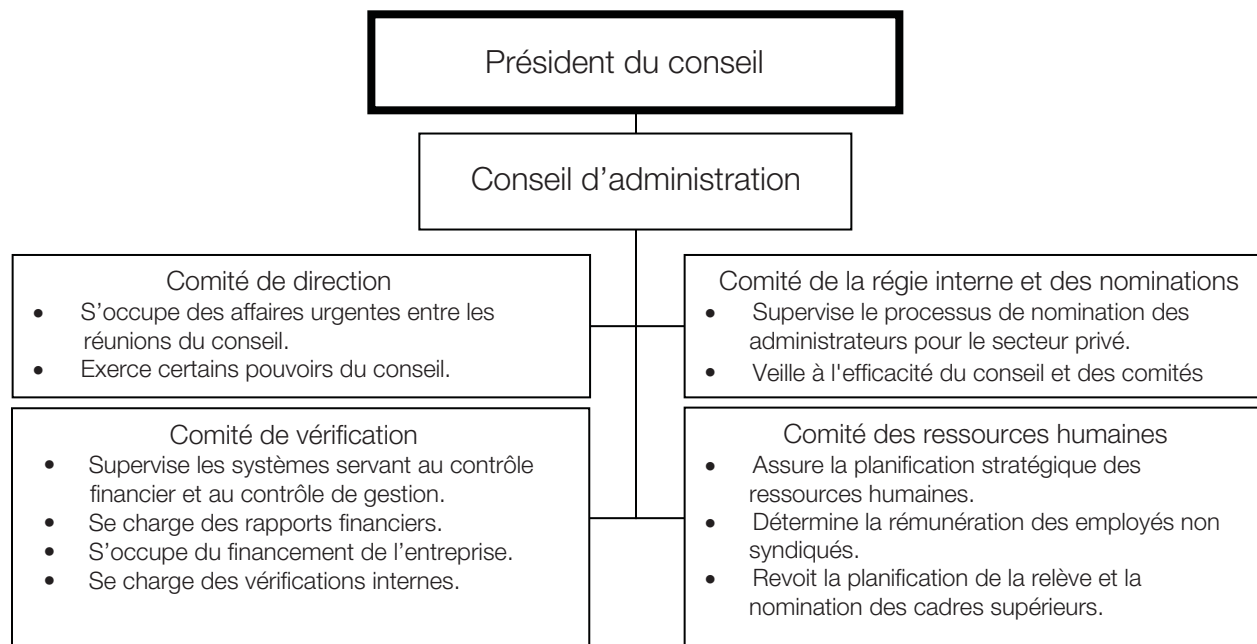 Président du conseil
Conseil d’administration
Comité de direction
• S’occupe des affaires urgentes entre les
réunions du conseil.
• Exerce certains pouvoirs du conseil.
Comité de la régie interne et des nominations
• Supervise le processus de nomination des
administrateurs pour le secteur privé.
• Veille à l'efficacité du conseil et des comités
Comité de vérification
• Supervise les systèmes servant au contrôle
financier et au contrôle de gestion.
• Se charge des rapports financiers.
• S’occupe du financement de l’entreprise.
• Se charge des vérifications internes.
Comité des ressources humaines
• Assure la planification stratégique des
ressources humaines.
• Détermine la rémunération des employés non
syndiqués.
• Revoit la planification de la relève et la
nomination des cadres supérieurs.